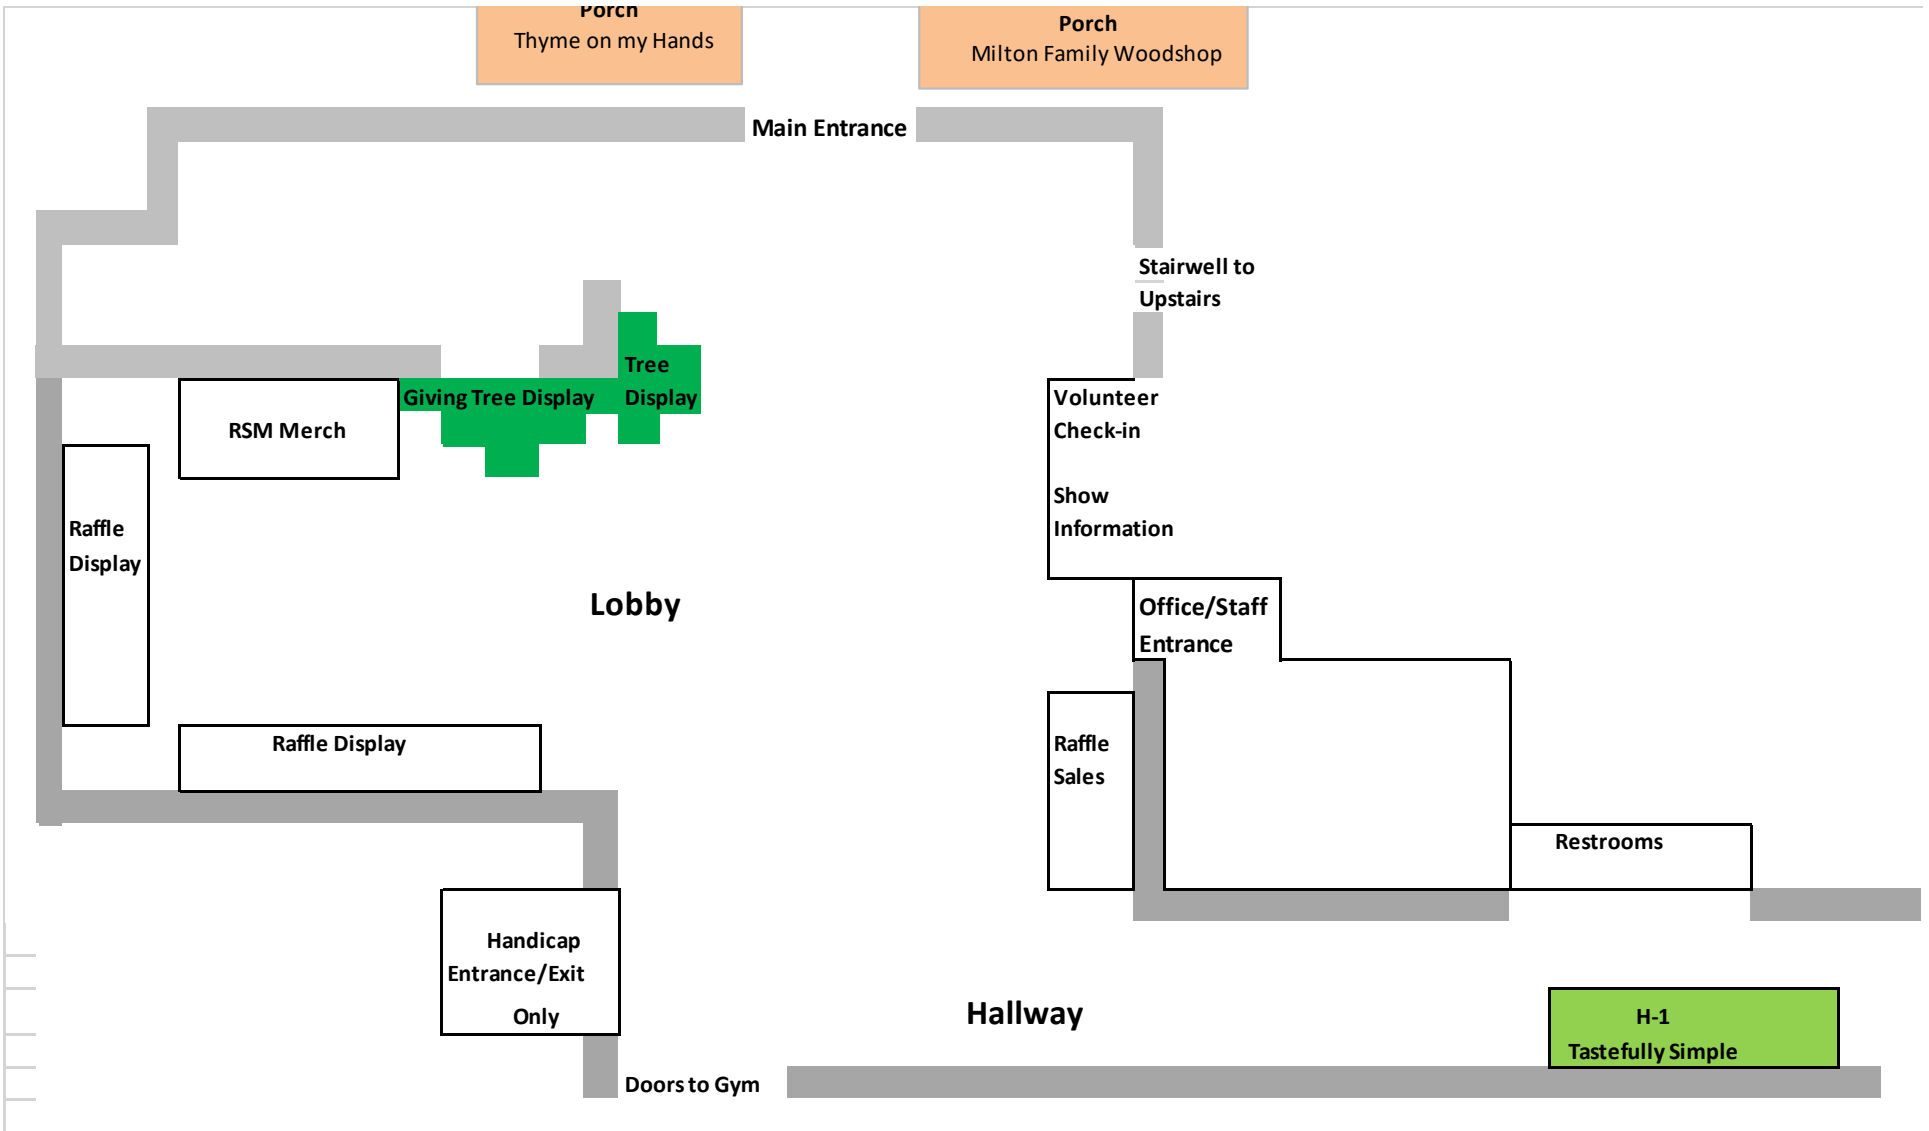 Porch
Thyme on my Hands
Porch
Milton Family Woodshop
Main Entrance
Stairwell to
Upstairs
Tree
Display
Giving Tree Display
RSM Merch
Volunteer
Check-in
Show
Information
Raffle
Display
Lobby
Office/Staff
Entrance
Raffle Display
Raffle
Sales
Restrooms
Handicap
Entrance/Exit
Only
Hallway
H-1
Tastefully Simple
Doors to Gym